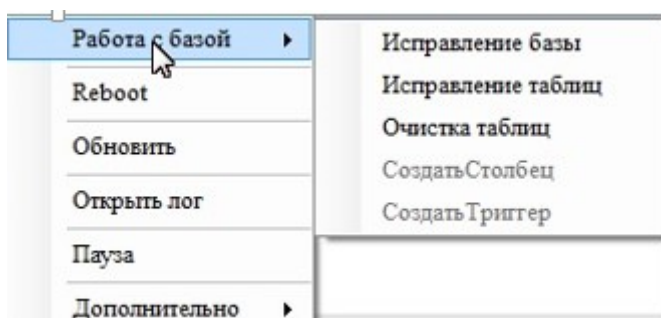 Работа с базой
Reboot
Обновить
Открыть лог
Пауза
Дополнительно
Исправление базы
Исправление таблиц
Очистка таблиц
СоздатьСтолбец
СоздатьТриггер